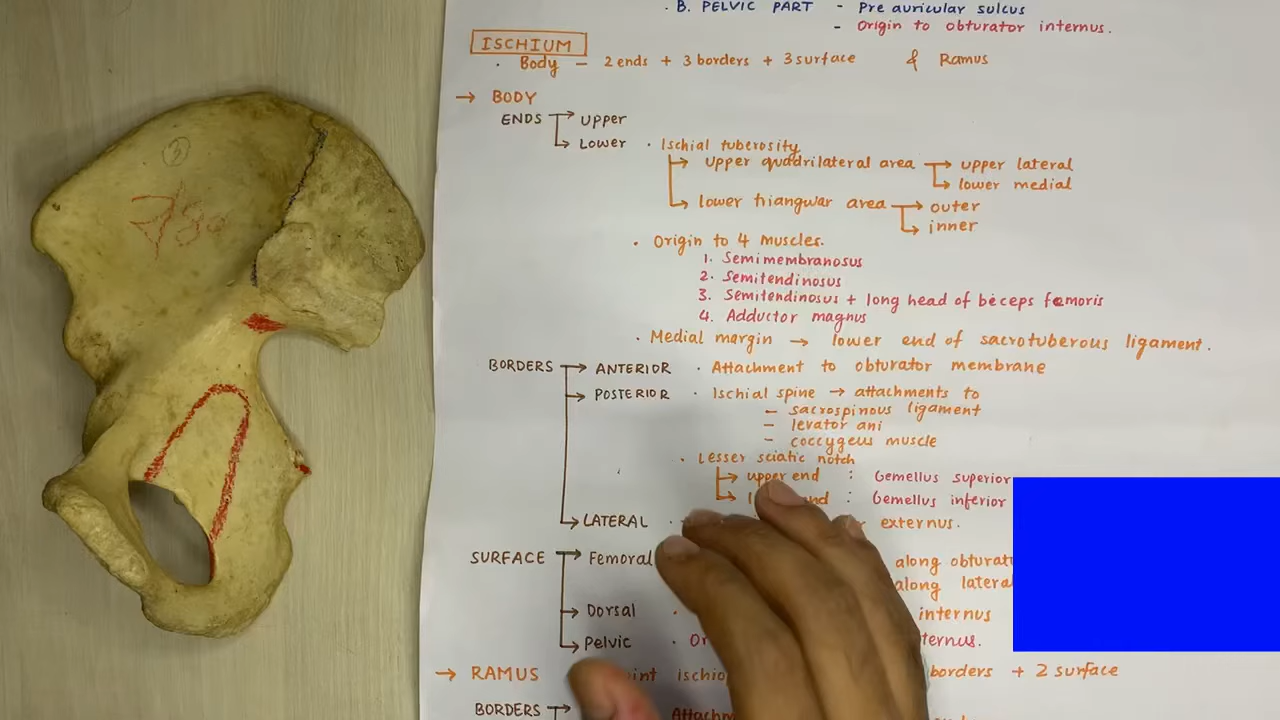 B. PELVIC PART - Pre auricular sulcus
- Origin to obturator internus.
ISCHIUM
Body - 2 ends + 3 borders + 3 surface & Ramus
→ BODY
ENDS → upper
→ Lower · Ischial tuberosity
→ upper quadrilateral area → upper lateral
→ lower medial
→ lower triangular area → outer
→ inner
· Origin to 4 Muscles.
1. Semimembranosus
2. Semitendinosus
3. Semitendinosus + long head of beceps femoris
4. Adductor magnus
· Medial margin → lower end of sacrotuberous ligament.
BORDERS → ANTERIOR · Attachment to obturator membrane
→ POSTERIOR · Ischial spine → attachments to
- sacrospinous ligament
- levator ani
- coccygeus muscle
· Lesser sciatic notch
→ upper end : Gemellus superior
→ end : Gemellus inferior
→ LATERAL · externus.
SURFACE → Femoral along
along
→ Dorsal · internus
→ Pelvic ·
→ RAMUS borders + 2 surface
BORDERS →